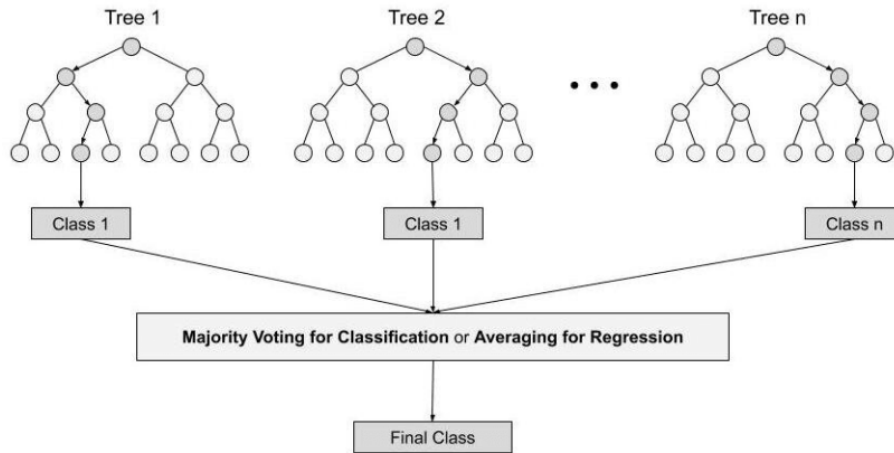 Tree 1
Tree 2
Tree n
Class 1
Class 1
Class n
Majority Voting for Classification or Averaging for Regression
Final Class